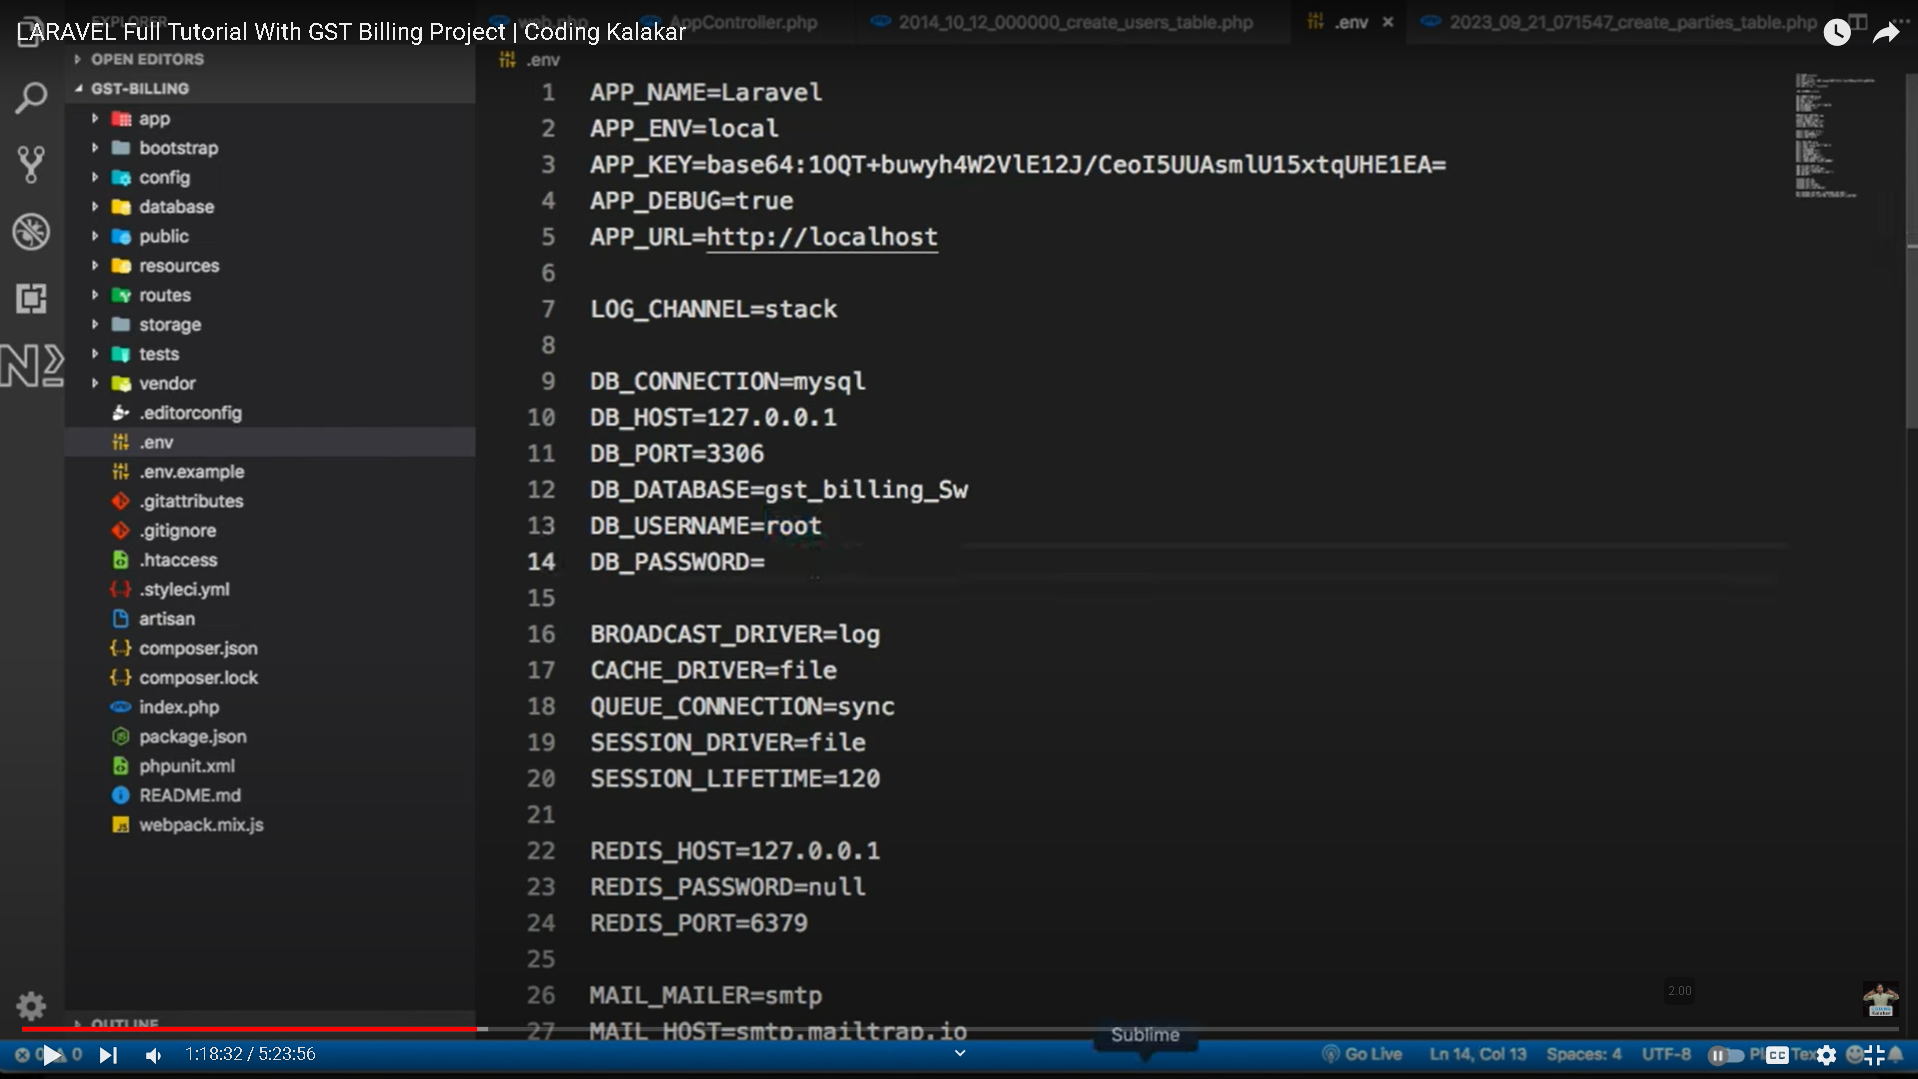 LARAVEL Full Tutorial With GST Billing Project | Coding Kalakar
web.php
AppController.php
2014_10_12_000000_create_users_table.php
.env
2023_09_21_071547_create_parties_table.php
EXPLORER
OPEN EDITORS
GST-BILLING
app
bootstrap
config
database
public
resources
routes
storage
tests
vendor
.editorconfig
.env
.env.example
.gitattributes
.gitignore
.htaccess
.styleci.yml
artisan
composer.json
composer.lock
index.php
package.json
phpunit.xml
README.md
webpack.mix.js
OUTLINE
.env
1 APP_NAME=Laravel
2 APP_ENV=local
3 APP_KEY=base64:1OQT+buwyh4W2VlE12J/CeoI5UUAsmlU15xtqUHE1EA=
4 APP_DEBUG=true
5 APP_URL=http://localhost
6
7 LOG_CHANNEL=stack
8
9 DB_CONNECTION=mysql
10 DB_HOST=127.0.0.1
11 DB_PORT=3306
12 DB_DATABASE=gst_billing_Sw
13 DB_USERNAME=root
14 DB_PASSWORD=
15
16 BROADCAST_DRIVER=log
17 CACHE_DRIVER=file
18 QUEUE_CONNECTION=sync
19 SESSION_DRIVER=file
20 SESSION_LIFETIME=120
21
22 REDIS_HOST=127.0.0.1
23 REDIS_PASSWORD=null
24 REDIS_PORT=6379
25
26 MAIL_MAILER=smtp
27 MAIL_HOST=smtp.mailtrap.io
2.00
Sublime
1:18:32 / 5:23:56
Go Live
Ln 14, Col 13
Spaces: 4
UTF-8
CC